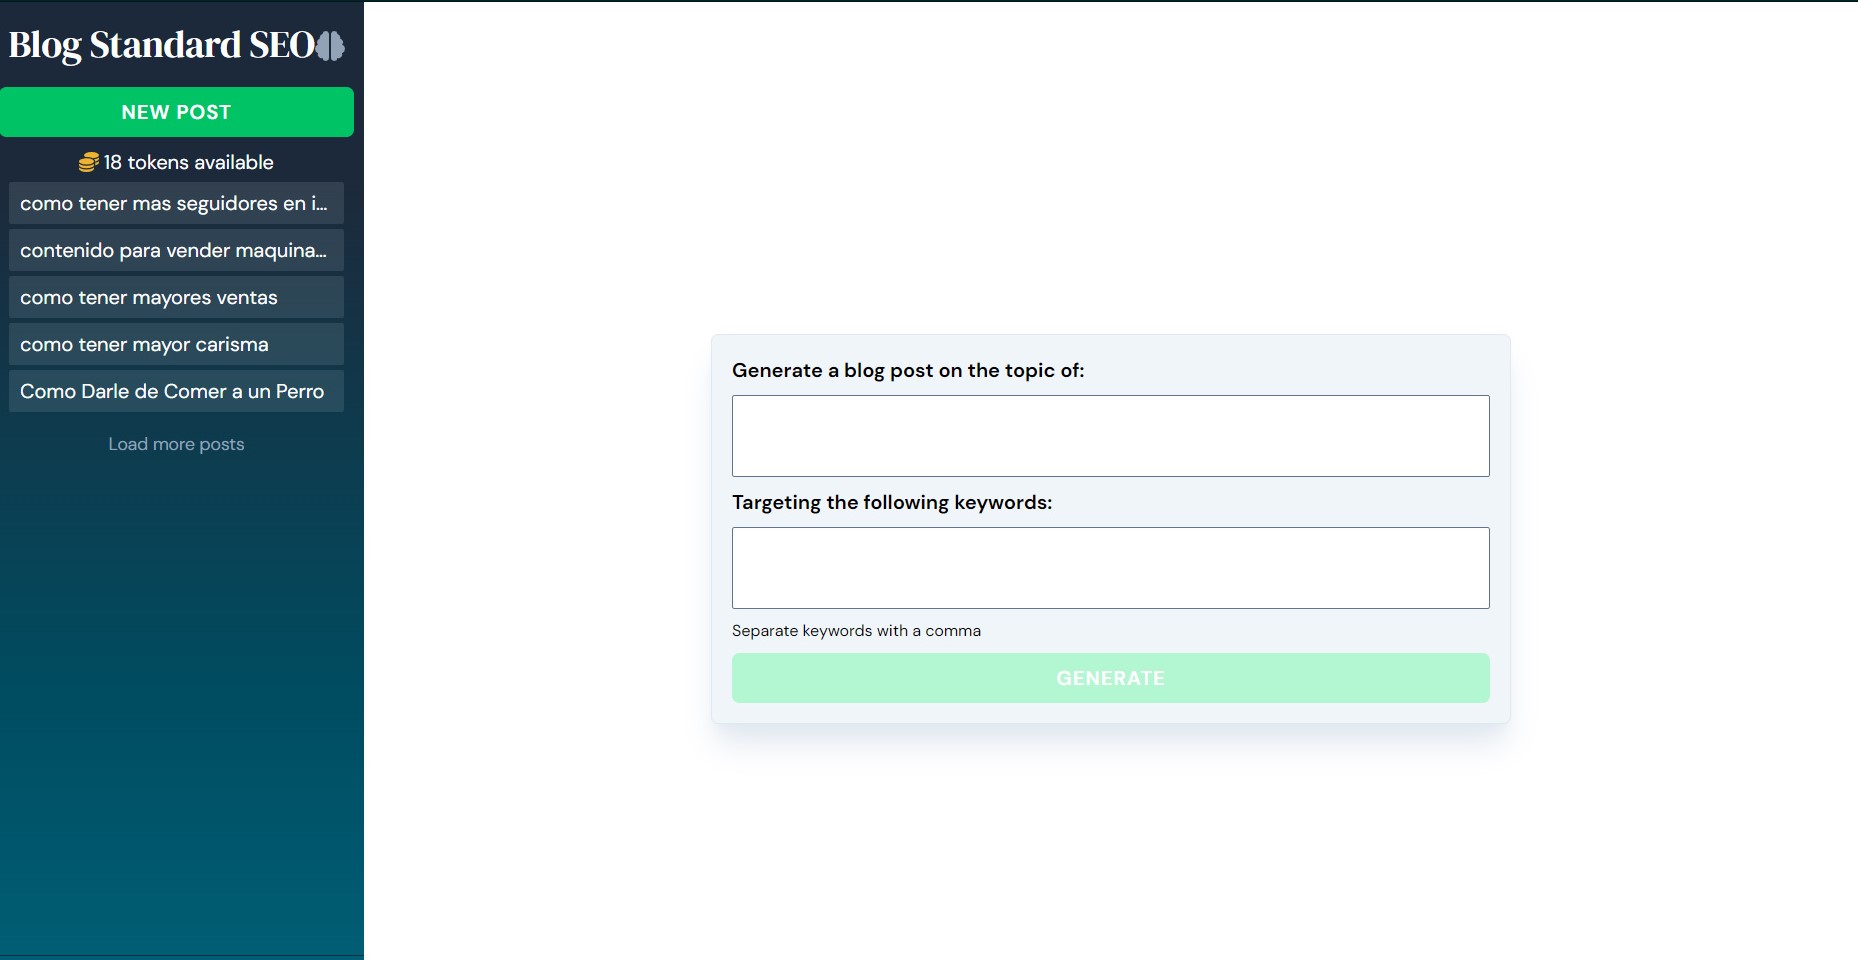 Blog Standard SEO
NEW POST
18 tokens available
como tener mas seguidores en i...
contenido para vender maquina...
como tener mayores ventas
como tener mayor carisma
Como Darle de Comer a un Perro
Load more posts
Generate a blog post on the topic of:
Targeting the following keywords:
Separate keywords with a comma
GENERATE